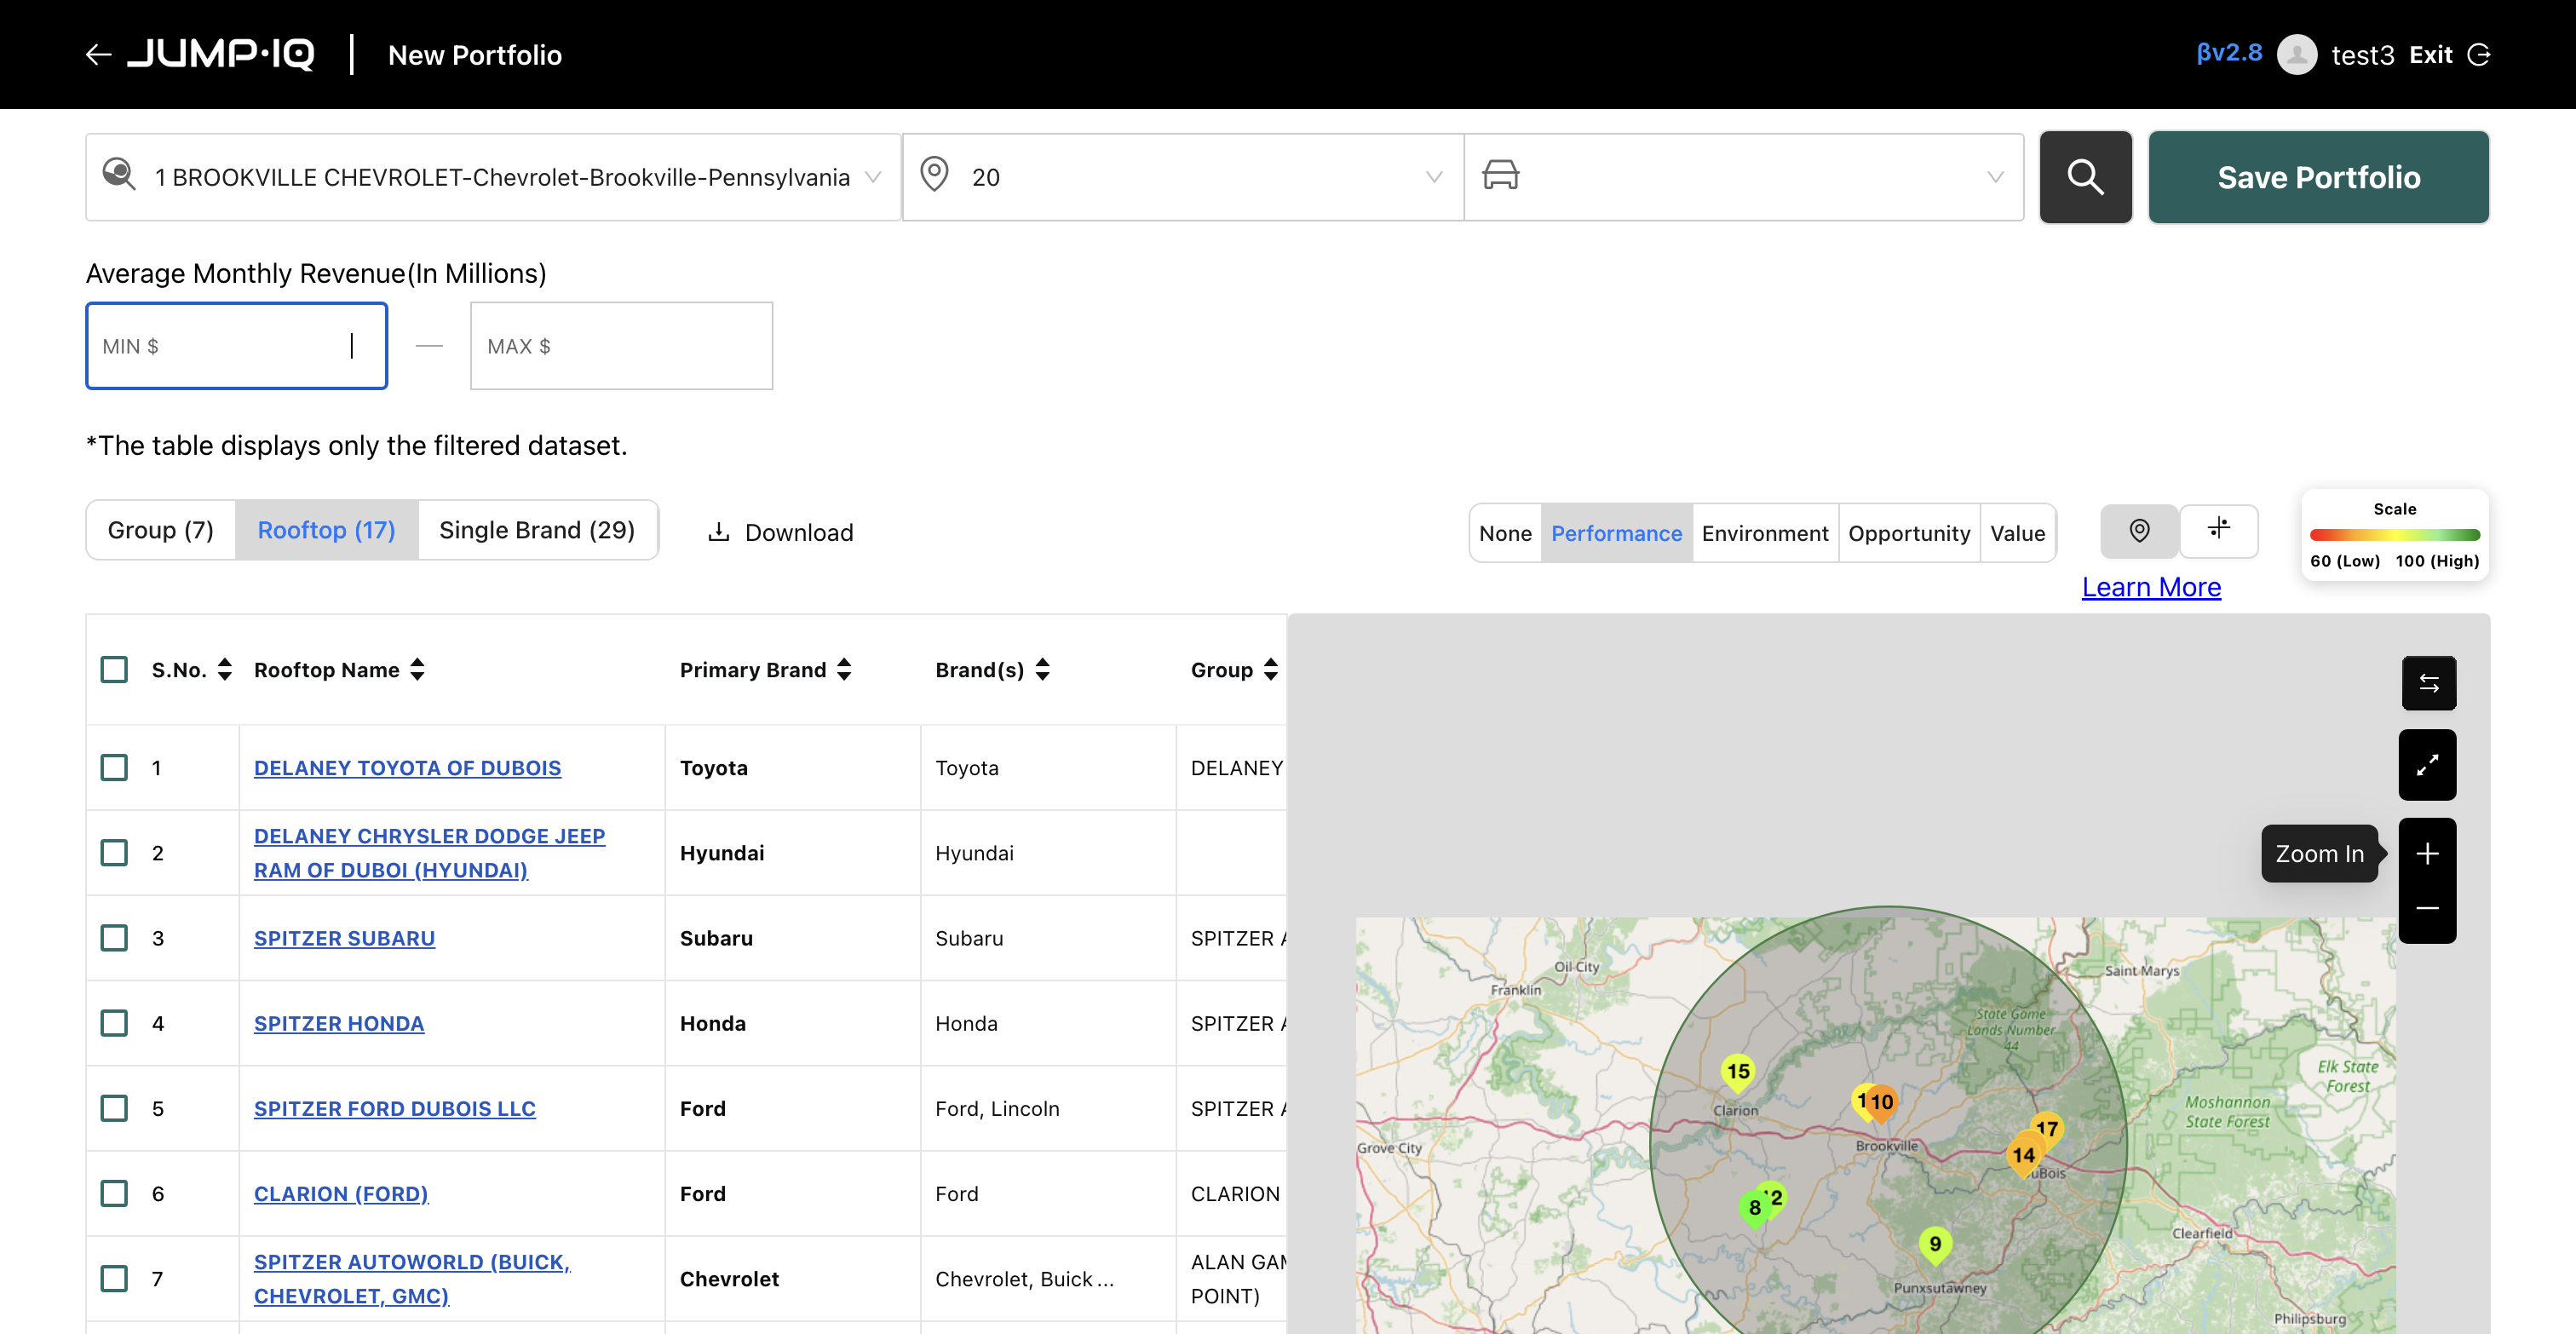 JUMP·IQ
New Portfolio
βv2.8
test3
Exit
1 BROOKVILLE CHEVROLET-Chevrolet-Brookville-Pennsylvania
20
Save Portfolio
Average Monthly Revenue(In Millions)
MIN $
MAX $
*The table displays only the filtered dataset.
Group (7)
Rooftop (17)
Single Brand (29)
Download
None
Performance
Environment
Opportunity
Value
Learn More
Scale
60 (Low)
100 (High)
S.No.
Rooftop Name
Primary Brand
Brand(s)
Group
1
DELANEY TOYOTA OF DUBOIS
Toyota
Toyota
DELANEY
2
DELANEY CHRYSLER DODGE JEEP
RAM OF DUBOI (HYUNDAI)
Hyundai
Hyundai
3
SPITZER SUBARU
Subaru
Subaru
SPITZER A
4
SPITZER HONDA
Honda
Honda
SPITZER A
5
SPITZER FORD DUBOIS LLC
Ford
Ford, Lincoln
SPITZER A
6
CLARION (FORD)
Ford
Ford
CLARION
7
SPITZER AUTOWORLD (BUICK,
CHEVROLET, GMC)
Chevrolet
Chevrolet, Buick ...
ALAN GAM
POINT)
Zoom In
Oil City
Franklin
Saint Marys
State Game
Lands Number
44
Elk State
Forest
Moshannon
State Forest
15
Clarion
1
10
Brookville
Grove City
17
14
uBois
8
2
9
Clearfield
Punxsutawney
Philipsburg